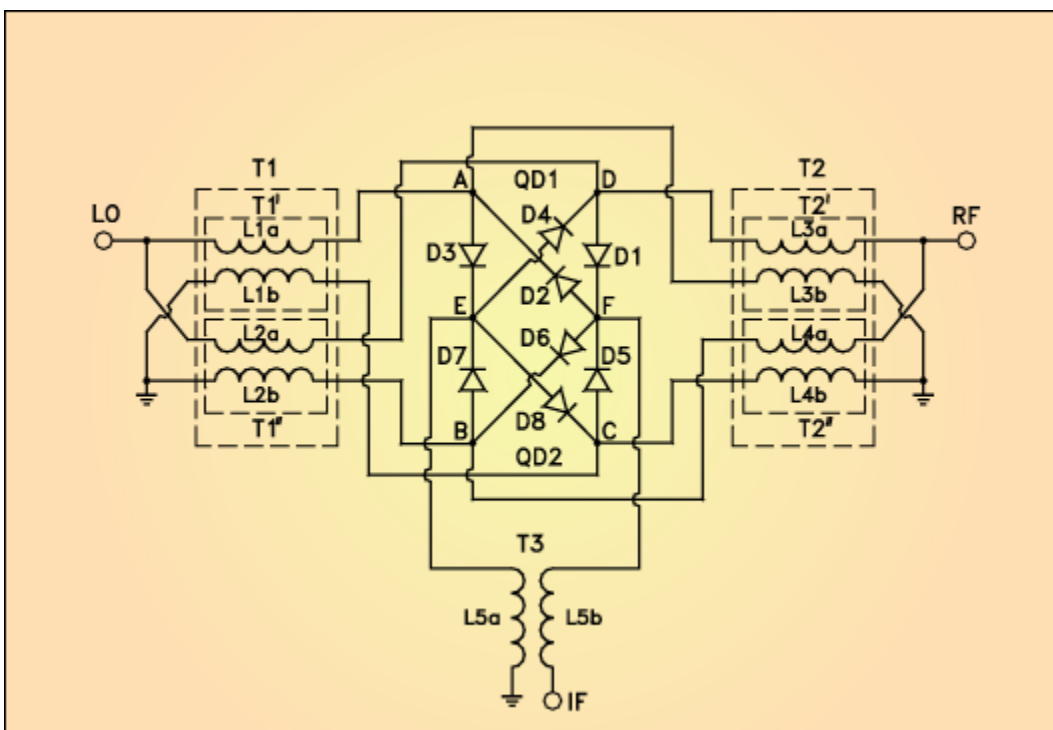 T1
T2
A
QD1
D
LO
T1'
D4
T2'
RF
L1a
L3a
D3
D1
L1b
D2
L3b
E
F
L2a
D6
L4a
D7
D5
L2b
D8
L4b
T1"
B
C
T2"
QD2
T3
L5a
L5b
IF